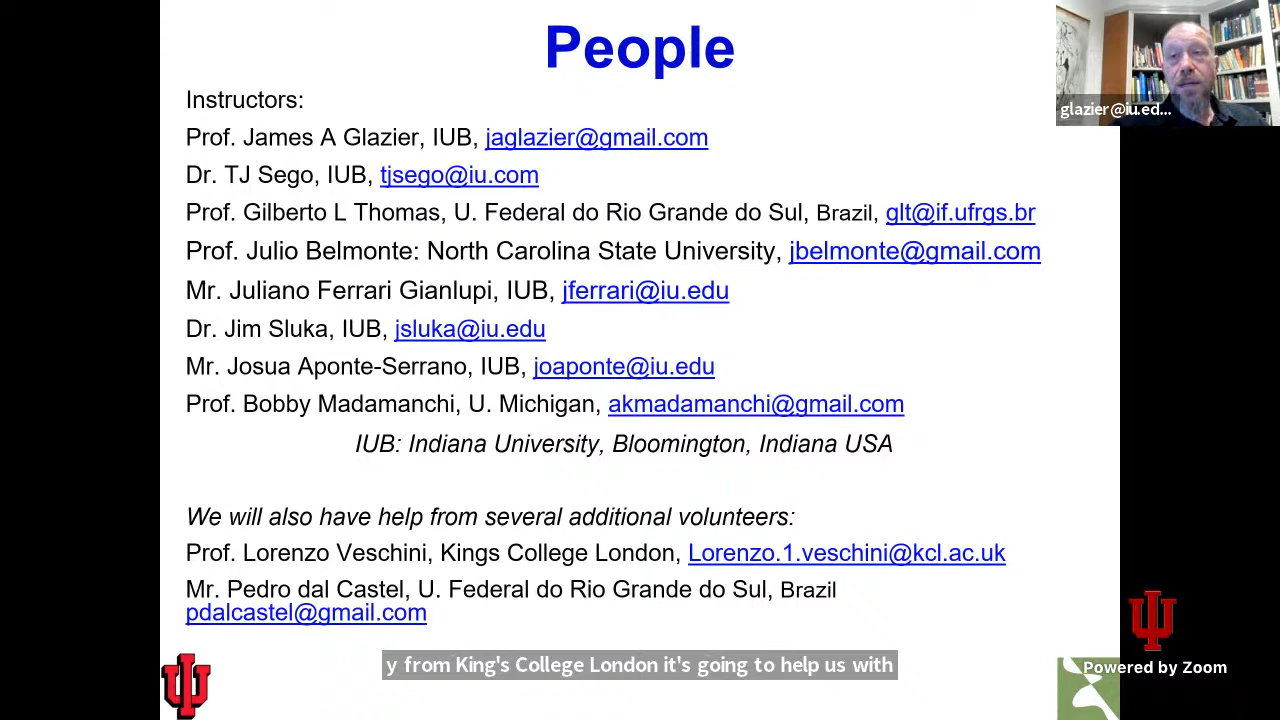 People
Instructors:
Prof. James A Glazier, IUB, jaglazier@gmail.com
Dr. TJ Sego, IUB, tjsego@iu.com
Prof. Gilberto L Thomas, U. Federal do Rio Grande do Sul, Brazil, glt@if.ufrgs.br
Prof. Julio Belmonte: North Carolina State University, jbelmonte@gmail.com
Mr. Juliano Ferrari Gianlupi, IUB, jferrari@iu.edu
Dr. Jim Sluka, IUB, jsluka@iu.edu
Mr. Josua Aponte-Serrano, IUB, joaponte@iu.edu
Prof. Bobby Madamanchi, U. Michigan, akmadamanchi@gmail.com
IUB: Indiana University, Bloomington, Indiana USA
We will also have help from several additional volunteers:
Prof. Lorenzo Veschini, Kings College London, Lorenzo.1.veschini@kcl.ac.uk
Mr. Pedro dal Castel, U. Federal do Rio Grande do Sul, Brazil
pdalcastel@gmail.com
y from King's College London it's going to help us with
glazier@iu.ed...
Powered by Zoom